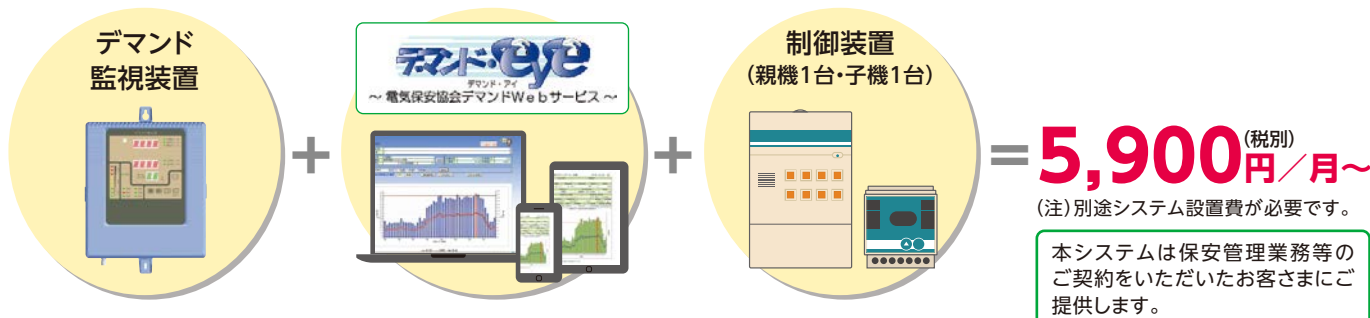 デマンド
監視装置
+
デマンド・eye
デマンド・アイ
～電気保安協会デマンドWebサービス～
+
制御装置
（親機1台・子機1台）
=
5,900円／月～
（税別）
（注）別途システム設置費が必要です。
本システムは保安管理業務等の
ご契約をいただいたお客さまにご
提供します。